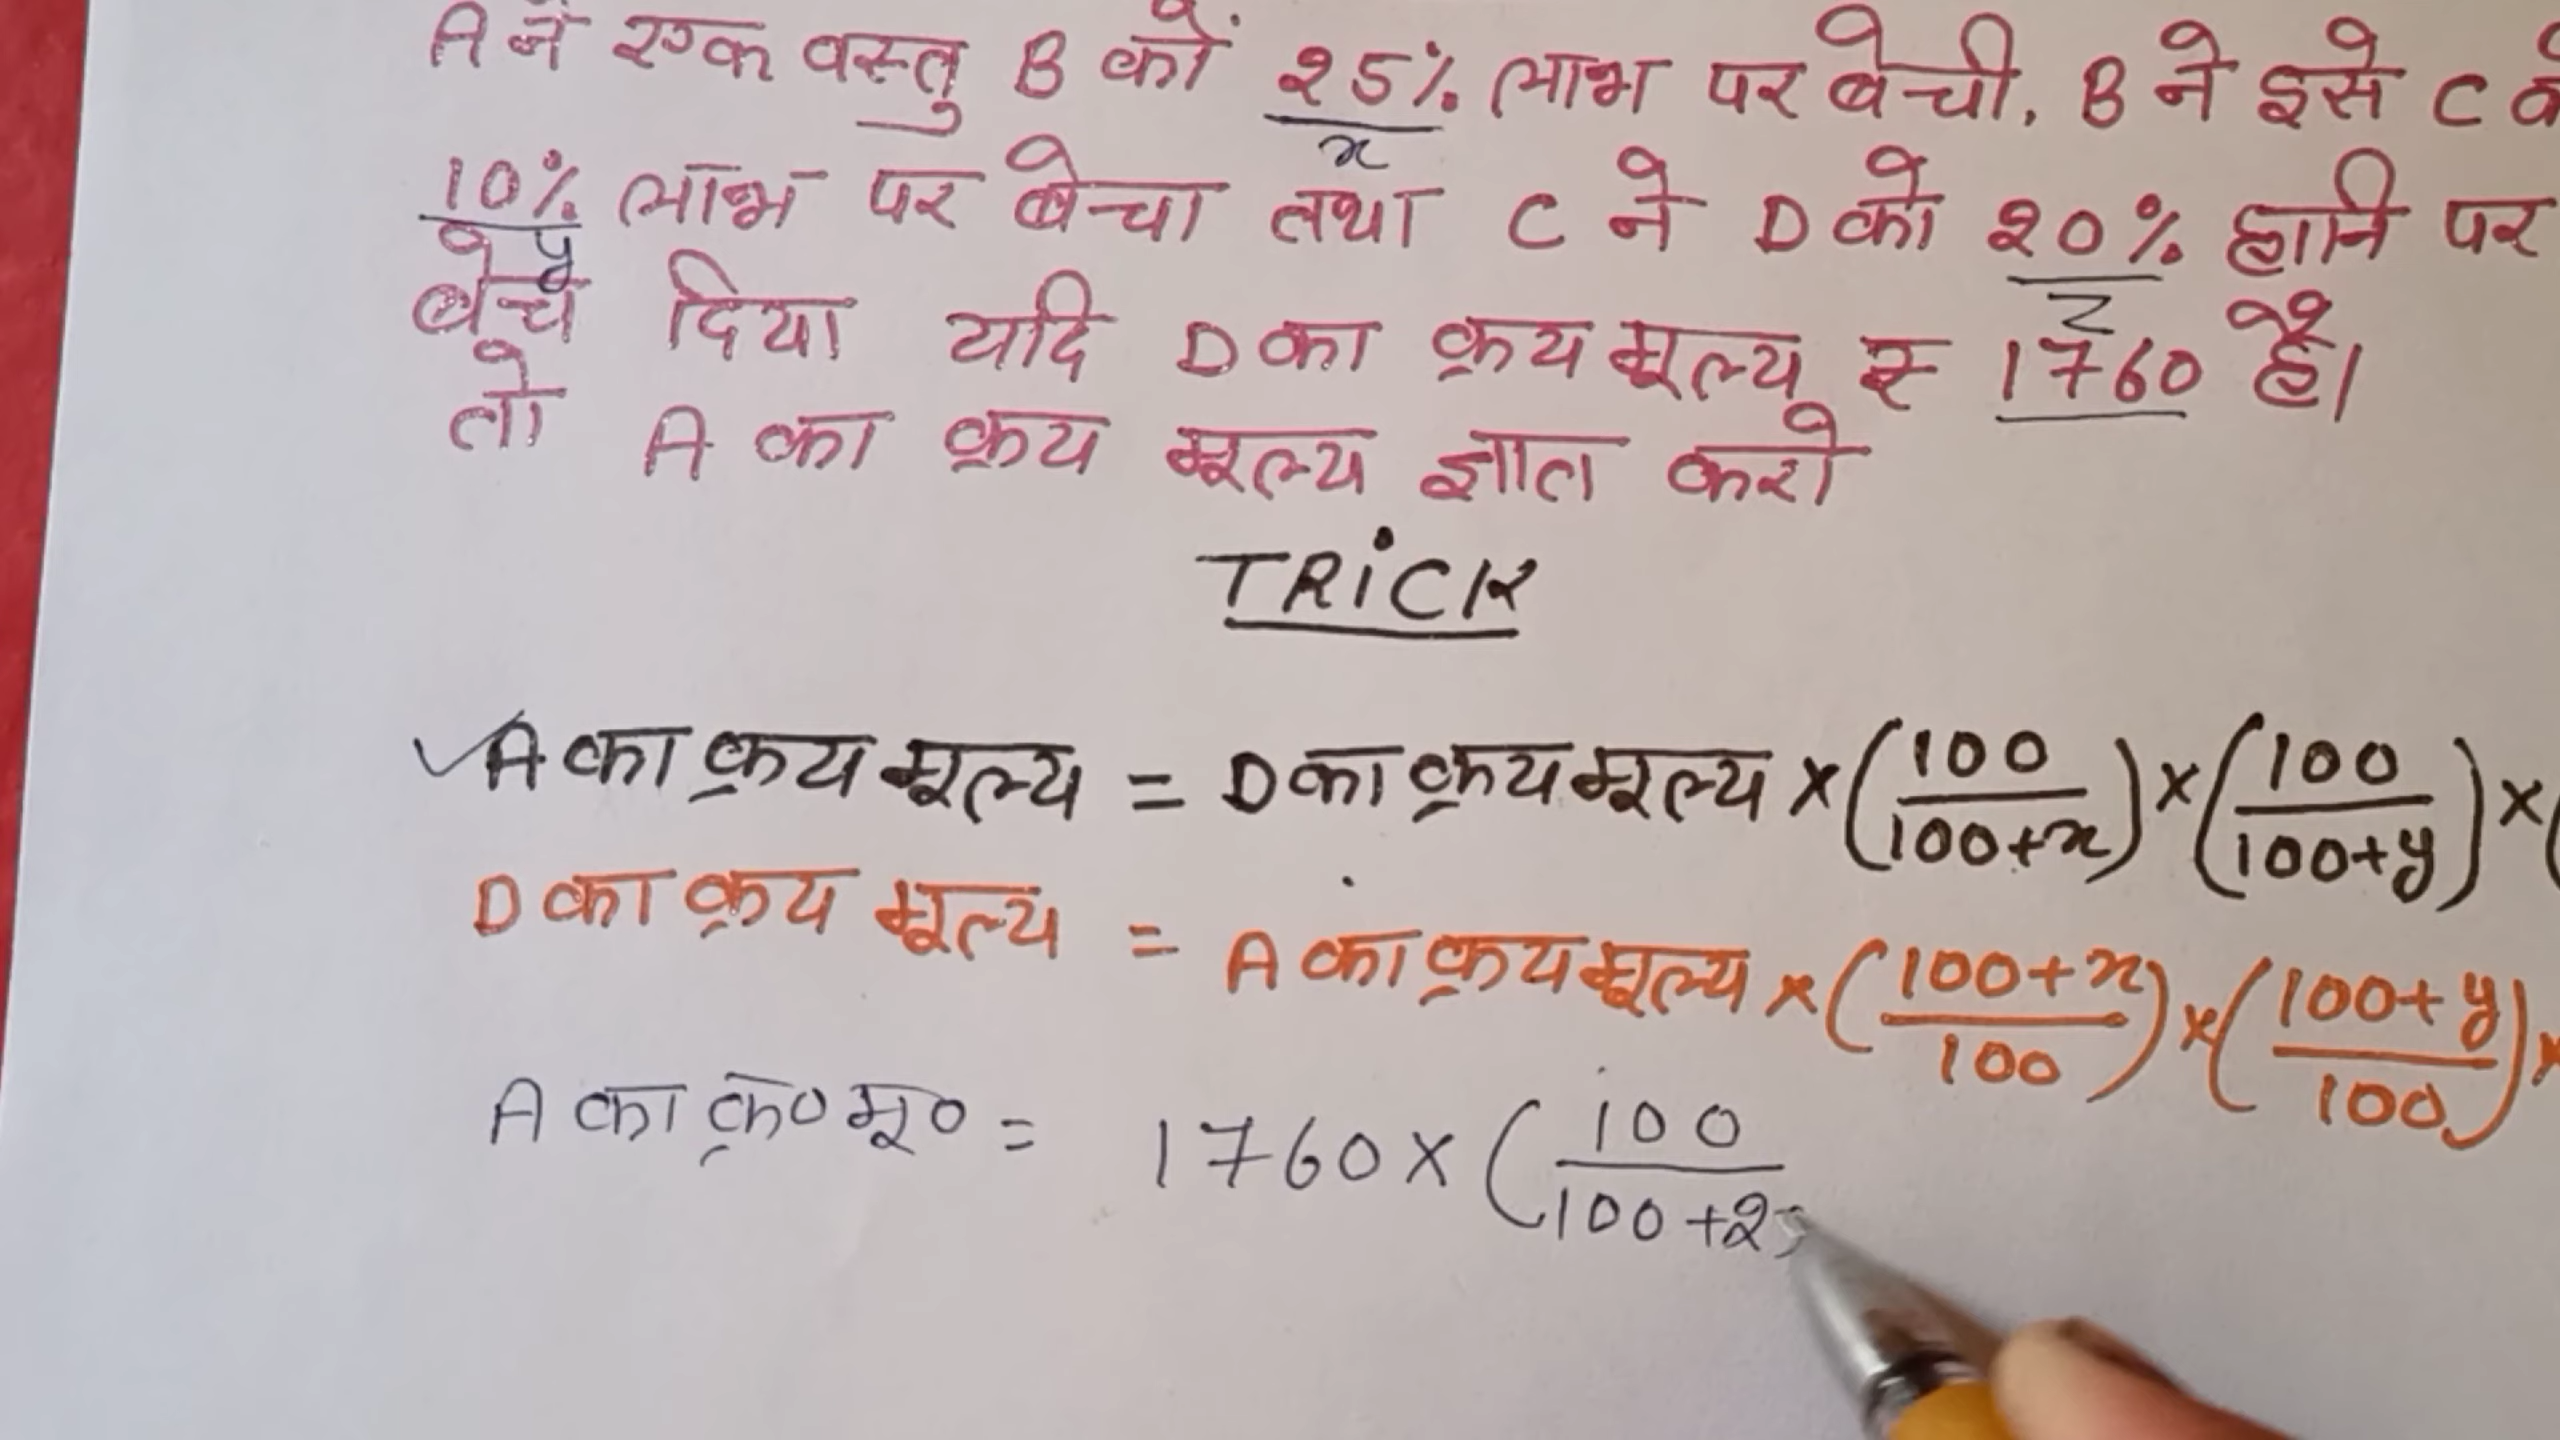 A ने एक वस्तु B को 25% लाभ पर बेची, B ने इसे C
x
10% लाभ पर बेचा तथा C ने D को 20% हानि पर
y
z
बेच दिया यदि D का क्रय मूल्य रु 1760 है।
तो A का क्रय मूल्य ज्ञात करो
TRiCK
✓A का क्रय मूल्य = D का क्रय मूल्य × (100/100+x) × (100/100+y) × (
D का क्रय मूल्य = A का क्रय मूल्य × (100+x/100) × (100+y/100) ×
A का क्र० मू० = 1760 × (100/100+2